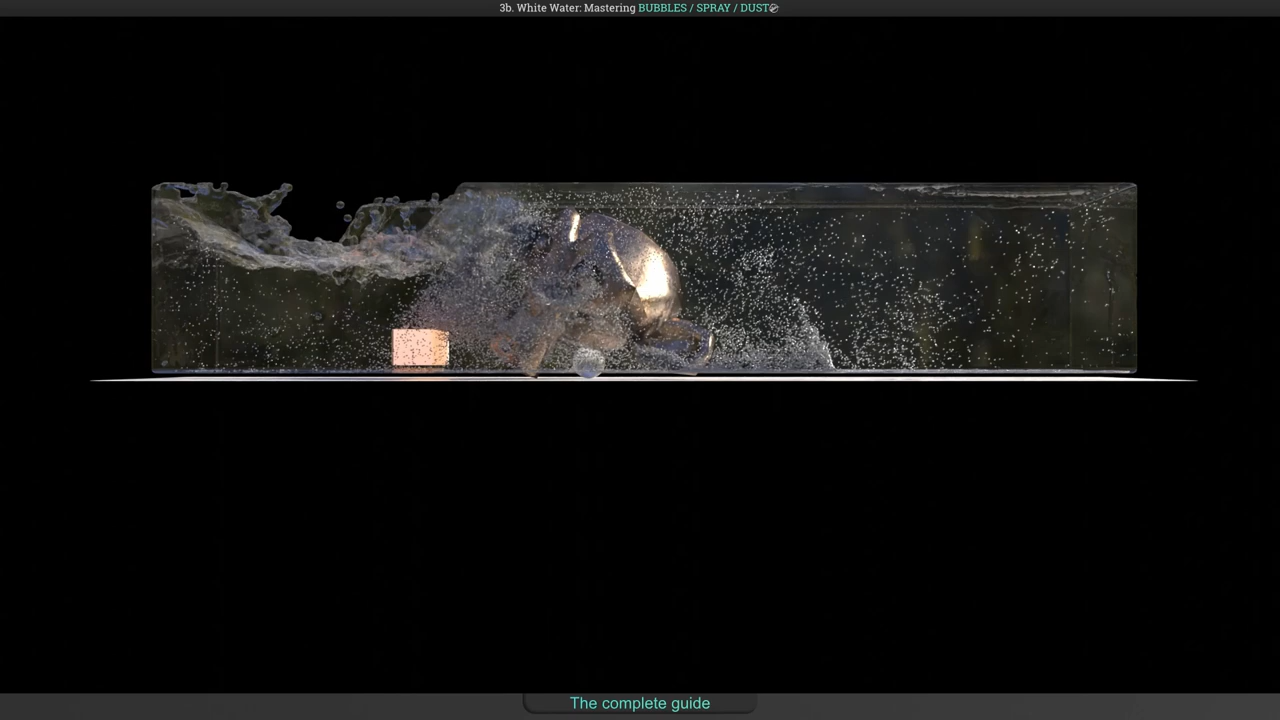 3b. White Water: Mastering BUBBLES / SPRAY / DUST
The complete guide